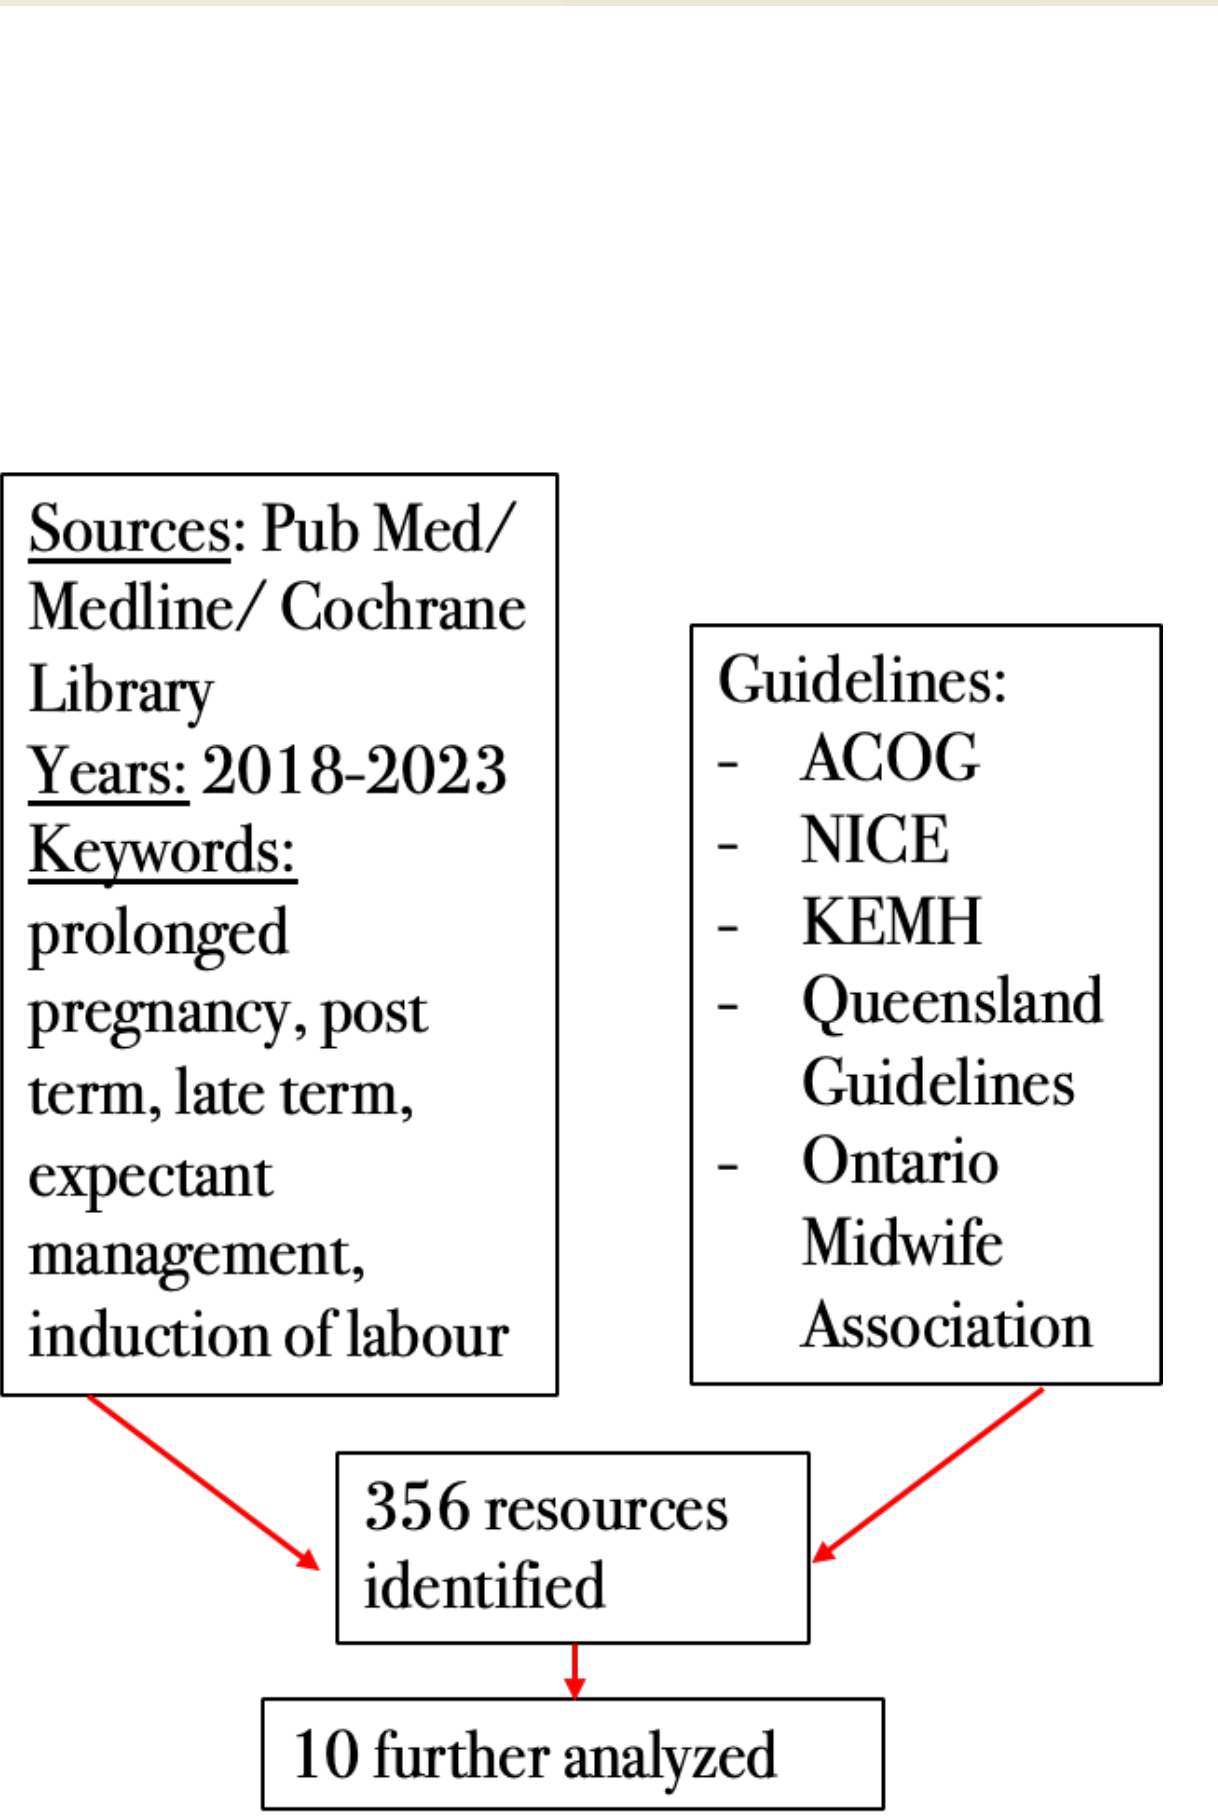 Sources: Pub Med/
Medline/ Cochrane
Library
Years: 2018-2023
Keywords:
prolonged
pregnancy, post
term, late term,
expectant
management,
induction of labour
Guidelines:
- ACOG
- NICE
- KEMH
- Queensland
Guidelines
- Ontario
Midwife
Association
356 resources
identified
10 further analyzed